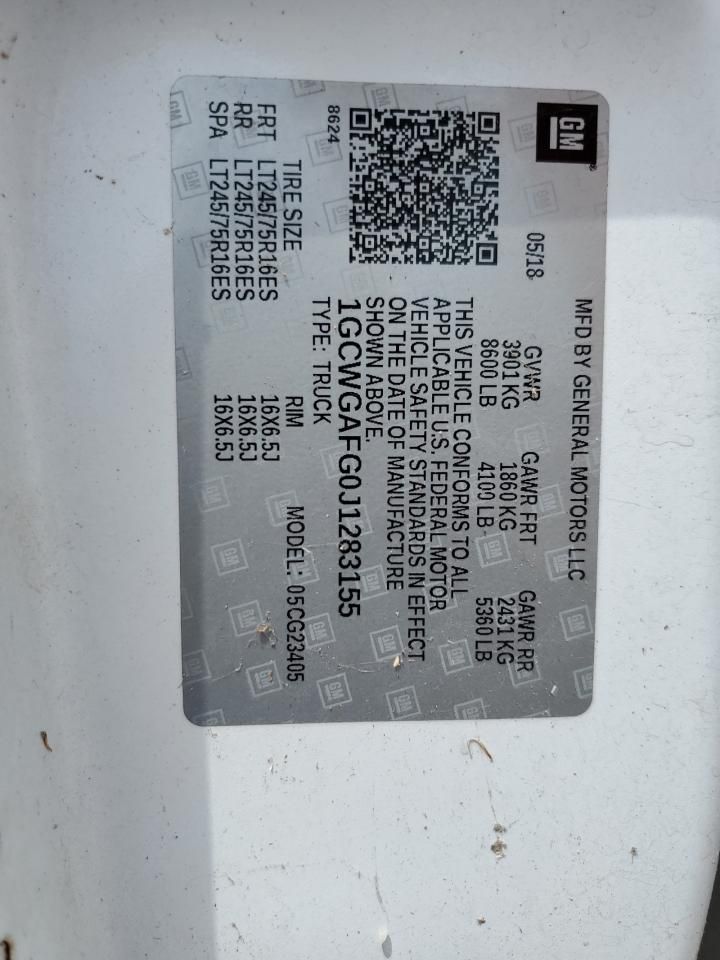 MFD BY GENERAL MOTORS LLC
GM
05/18
GVWR GAWR FRT GAWR RR
3901 KG 1860 KG 2431 KG
8600 LB 4100 LB 5360 LB
THIS VEHICLE CONFORMS TO ALL
APPLICABLE U.S. FEDERAL MOTOR
VEHICLE SAFETY STANDARDS IN EFFECT
ON THE DATE OF MANUFACTURE
SHOWN ABOVE.
1GCWGAFG0J1283155
8624
TYPE: TRUCK
TIRE SIZE RIM MODEL: 05CG23405
FRT LT245/75R16ES 16X6.5J
RR LT245/75R16ES 16X6.5J
SPA LT245/75R16ES 16X6.5J